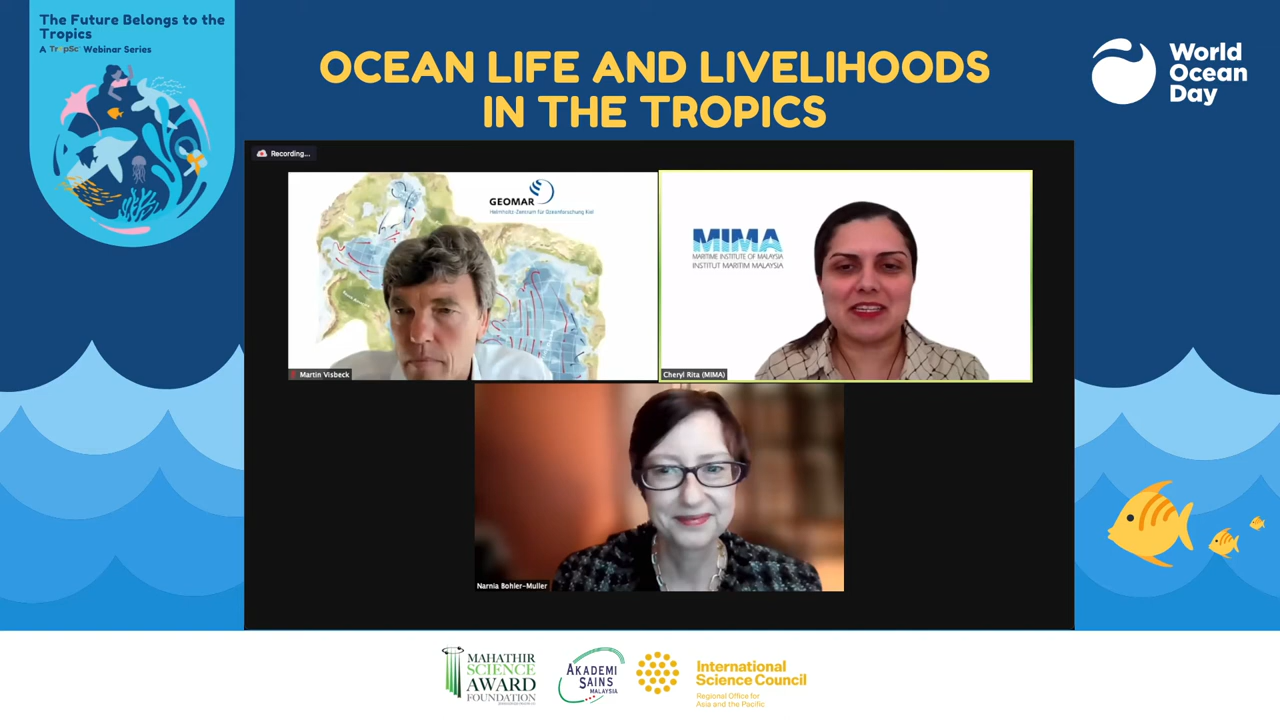 The Future Belongs to the
Tropics
A TropSc Webinar Series
OCEAN LIFE AND LIVELIHOODS
IN THE TROPICS
World
Ocean
Day
Recording...
GEOMAR
Helmholtz-Zentrum für Ozeanforschung Kiel
MIMA
MARITIME INSTITUTE OF MALAYSIA
INSTITUT MARITIM MALAYSIA
Martin Visbeck
Cheryl Rita (MIMA)
Narnia Bohler-Muller
MAHATHIR
SCIENCE
AWARD
FOUNDATION
AKADEMI
SAINS
MALAYSIA
International
Science Council
Regional Office for
Asia and the Pacific